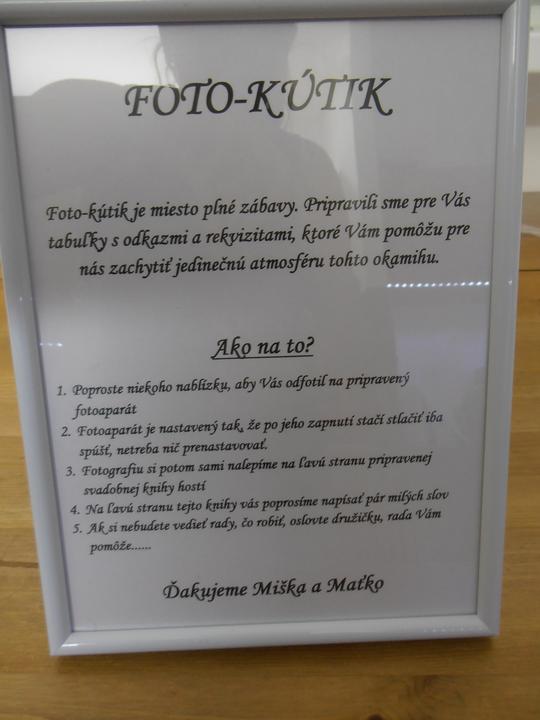 FOTO-KÚTIK
Foto-kútik je miesto plné zábavy. Pripravili sme pre Vás
tabuľky s odkazmi a rekvizitami, ktoré Vám pomôžu pre
nás zachytiť jedinečnú atmosféru tohto okamihu.
Ako na to?
1. Poproste niekoho nablízku, aby Vás odfotil na pripravený
fotoaparát
2. Fotoaparát je nastavený tak, že po jeho zapnutí stačí stlačiť iba
spúšť, netreba nič prenastavovať.
3. Fotografiu si potom sami nalepíme na ľavú stranu pripravenej
svadobnej knihy hostí
4. Na ľavú stranu tejto knihy vás poprosíme napísať pár milých slov
5. Ak si nebudete vedieť rady, čo robiť, oslovte družičku, rada Vám
pomôže......
Ďakujeme Miška a Maťko